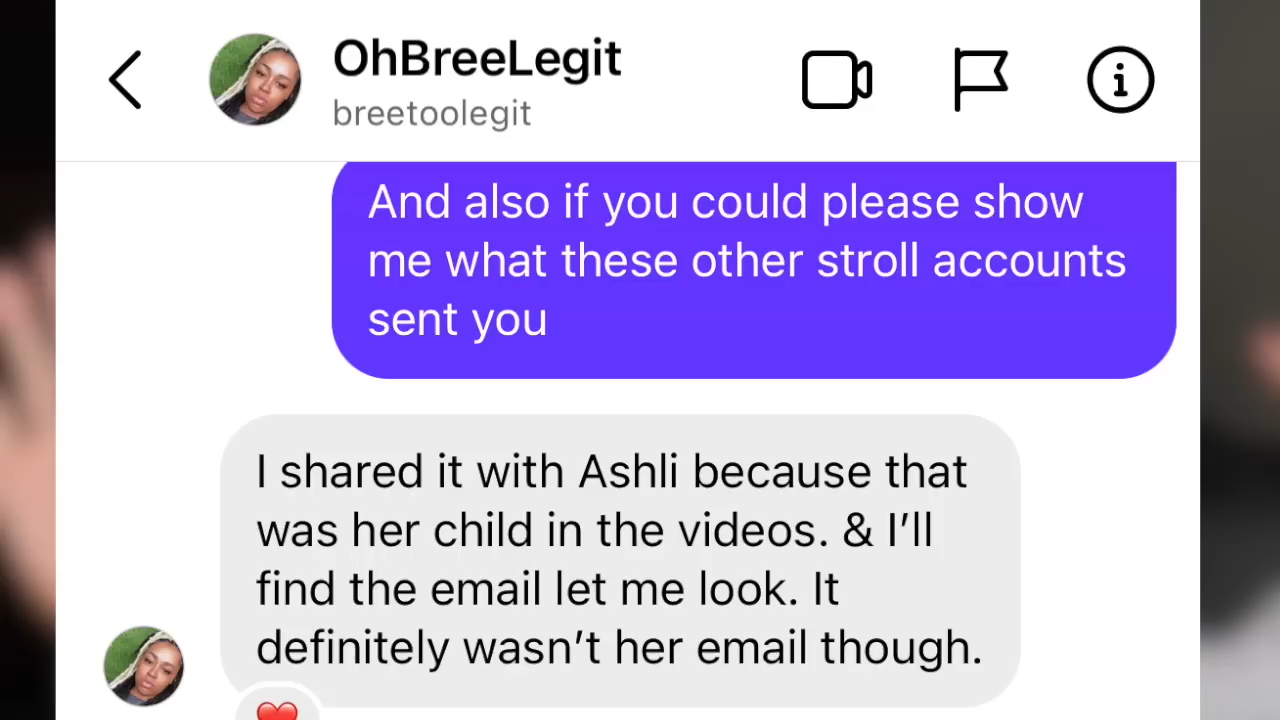 OhBreeLegit
breetoolegit
And also if you could please show
me what these other stroll accounts
sent you
I shared it with Ashli because that
was her child in the videos. & I’ll
find the email let me look. It
definitely wasn’t her email though.